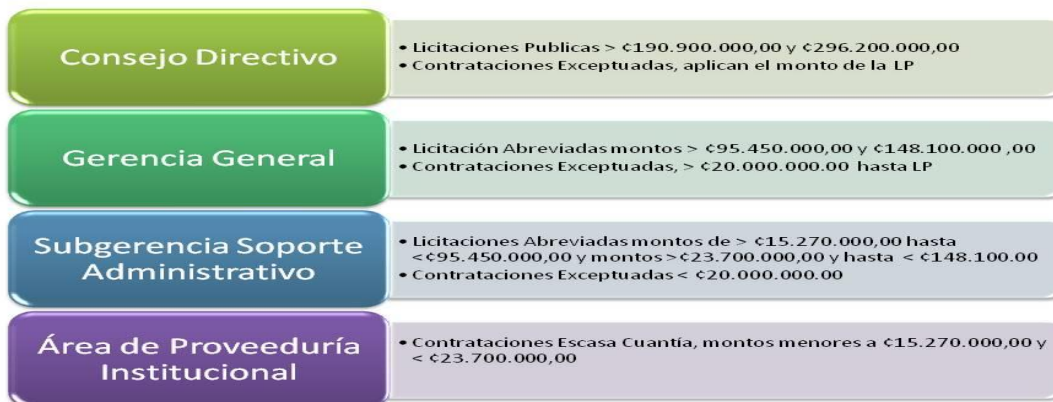 Consejo Directivo
• Licitaciones Publicas > ¢190.900.000,00 y ¢296.200.000,00
• Contrataciones Exceptuadas, aplican el monto de la LP
Gerencia General
• Licitación Abreviadas montos > ¢95.450.000,00 y ¢148.100.000 ,00
• Contrataciones Exceptuadas, > ¢20.000.000.00 hasta LP
Subgerencia Soporte
Administrativo
• Licitaciones Abreviadas montos de > ¢15.270.000,00 hasta
<¢95.450.000,00 y montos >¢23.700.000,00 y hasta < ¢148.100.00
• Contrataciones Exceptuadas < ¢20.000.000.00
Área de Proveeduría
Institucional
• Contrataciones Escasa Cuantía, montos menores a ¢15.270.000,00 y
< ¢23.700.000,00